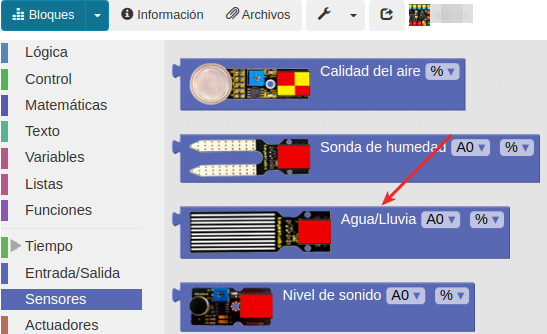 Bloques
Información
Archivos
Lógica
Control
Matemáticas
Texto
Variables
Listas
Funciones
Tiempo
Entrada/Salida
Sensores
Actuadores
Calidad del aire % ▾
Sonda de humedad A0 ▾ % ▾
Agua/Lluvia A0 ▾ % ▾
Nivel de sonido A0 ▾ % ▾